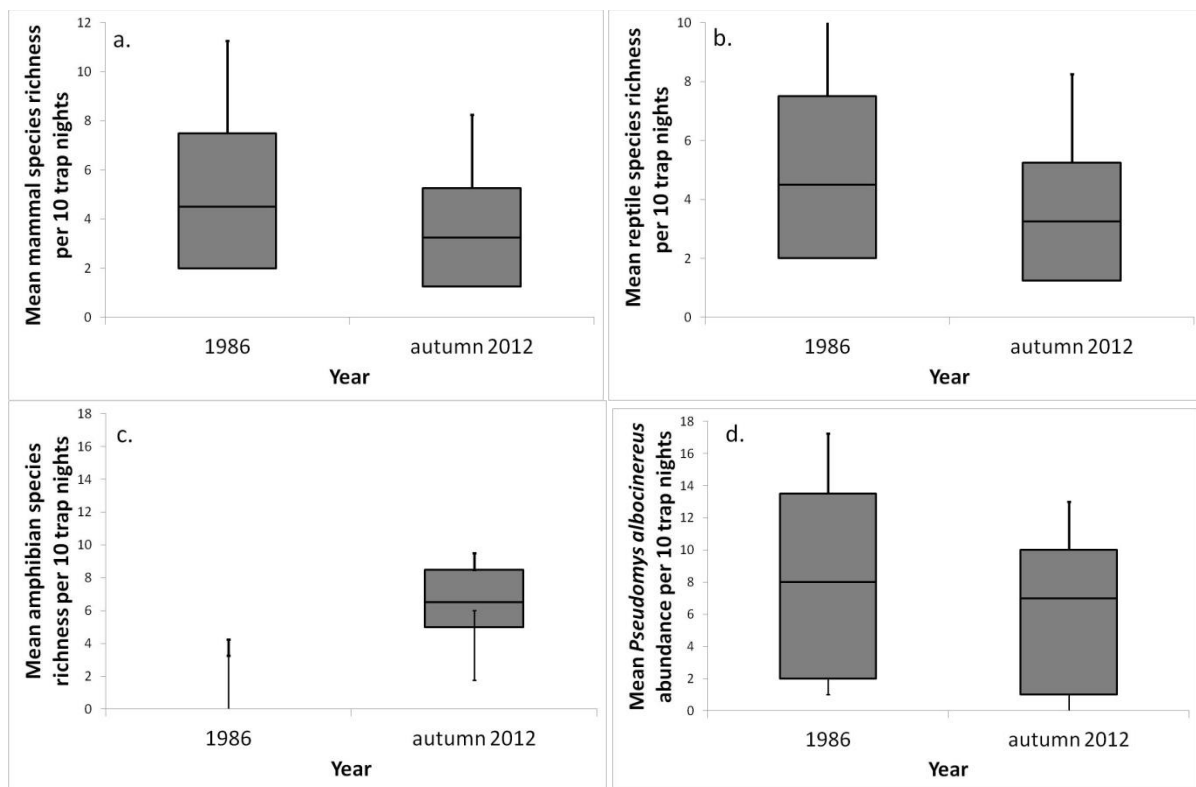 a.
Mean mammal species richness
per 10 trap nights
12
10
8
6
4
2
0
1986
autumn 2012
Year
b.
Mean reptile species richness
per 10 trap nights
10
8
6
4
2
0
1986
autumn 2012
Year
c.
Mean amphibian species
richness per 10 trap nights
18
16
14
12
10
8
6
4
2
0
1986
autumn 2012
Year
d.
Mean Pseudomys albocinereus
abundance per 10 trap nights
18
16
14
12
10
8
6
4
2
0
1986
autumn 2012
Year